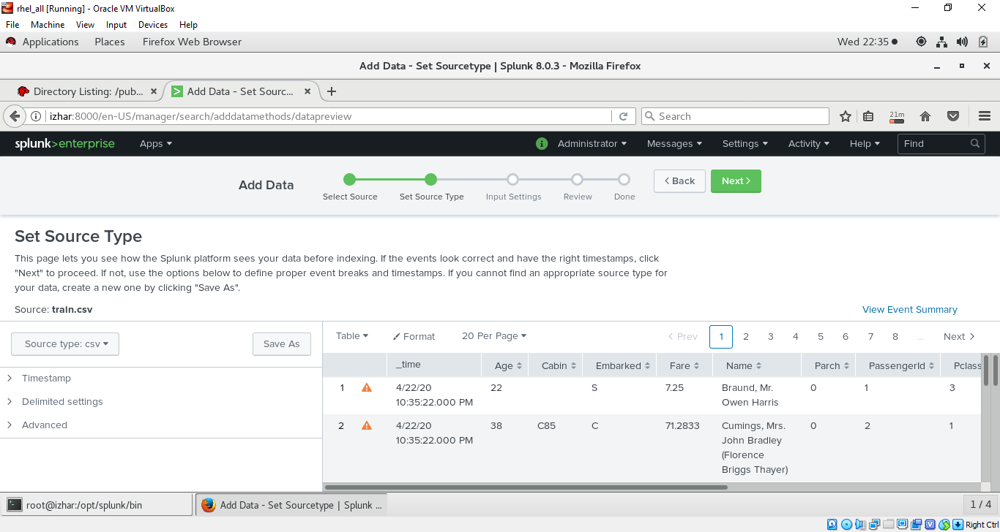 rhel_all [Running] - Oracle VM VirtualBox
File Machine View Input Devices Help
Applications Places Firefox Web Browser Wed 22:35
Add Data - Set Sourcetype | Splunk 8.0.3 - Mozilla Firefox
Directory Listing: /pub... Add Data - Set Sourc...
izhar:8000/en-US/manager/search/adddatamethods/datapreview Search 21m
splunk>enterprise Apps Administrator Messages Settings Activity Help Find
Add Data Back Next
Select Source Set Source Type Input Settings Review Done
Set Source Type
This page lets you see how the Splunk platform sees your data before indexing. If the events look correct and have the right timestamps, click
"Next" to proceed. If not, use the options below to define proper event breaks and timestamps. If you cannot find an appropriate source type for
your data, create a new one by clicking "Save As".
Source: train.csv View Event Summary
Source type: csv Save As
Timestamp
Delimited settings
Advanced
Table Format 20 Per Page Prev 1 2 3 4 5 6 7 8 ... Next
_time Age Cabin Embarked Fare Name Parch PassengerId Pclass
1 4/22/20 22 S 7.25 Braund, Mr. 0 1 3
10:35:22.000 PM Owen Harris
2 4/22/20 38 C85 C 71.2833 Cumings, Mrs. 0 2 1
10:35:22.000 PM John Bradley
(Florence
Briggs Thayer)
root@izhar:/opt/splunk/bin Add Data - Set Sourcetype | Splunk ... 1 / 4
Right Ctrl